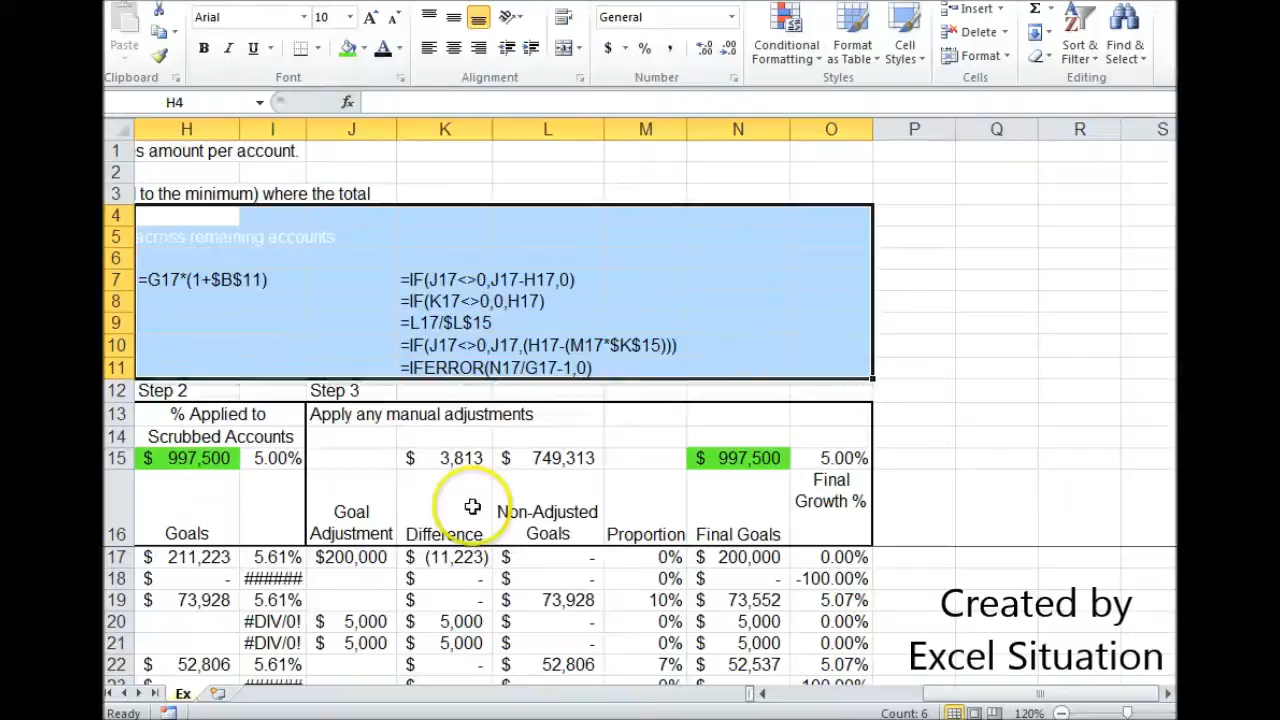 Arial 10 General
Paste Conditional Formatting Format as Table Cell Styles Insert Delete Format Sort & Filter Find & Select
Clipboard Font Alignment Number Styles Cells Editing
H4 fx
H I J K L M N O P Q R S
1 s amount per account.
2
3 to the minimum) where the total
4
5 across remaining accounts
6
7 =G17*(1+$B$11) =IF(J17<>0,J17-H17,0)
8 =IF(K17<>0,0,H17)
9 =L17/$L$15
10 =IF(J17<>0,J17,(H17-(M17*$K$15)))
11 =IFERROR(N17/G17-1,0)
12 Step 2 Step 3
13 % Applied to Apply any manual adjustments
14 Scrubbed Accounts
15 $ 997,500 5.00% $ 3,813 $ 749,313 $ 997,500 5.00%
Final
Growth %
Goal Non-Adjusted
16 Goals Adjustment Difference Goals Proportion Final Goals
17 $ 211,223 5.61% $200,000 $ (11,223) $ - 0% $ 200,000 0.00%
18 $ - ###### $ - $ - 0% $ - -100.00%
19 $ 73,928 5.61% $ - $ 73,928 10% $ 73,552 5.07%
20 #DIV/0! $ 5,000 $ 5,000 $ - 0% $ 5,000 0.00%
21 #DIV/0! $ 5,000 $ 5,000 $ - 0% $ 5,000 0.00%
22 $ 52,806 5.61% $ - $ 52,806 7% $ 52,537 5.07%
Created by
Excel Situation
Ex
Ready Count: 6 120%